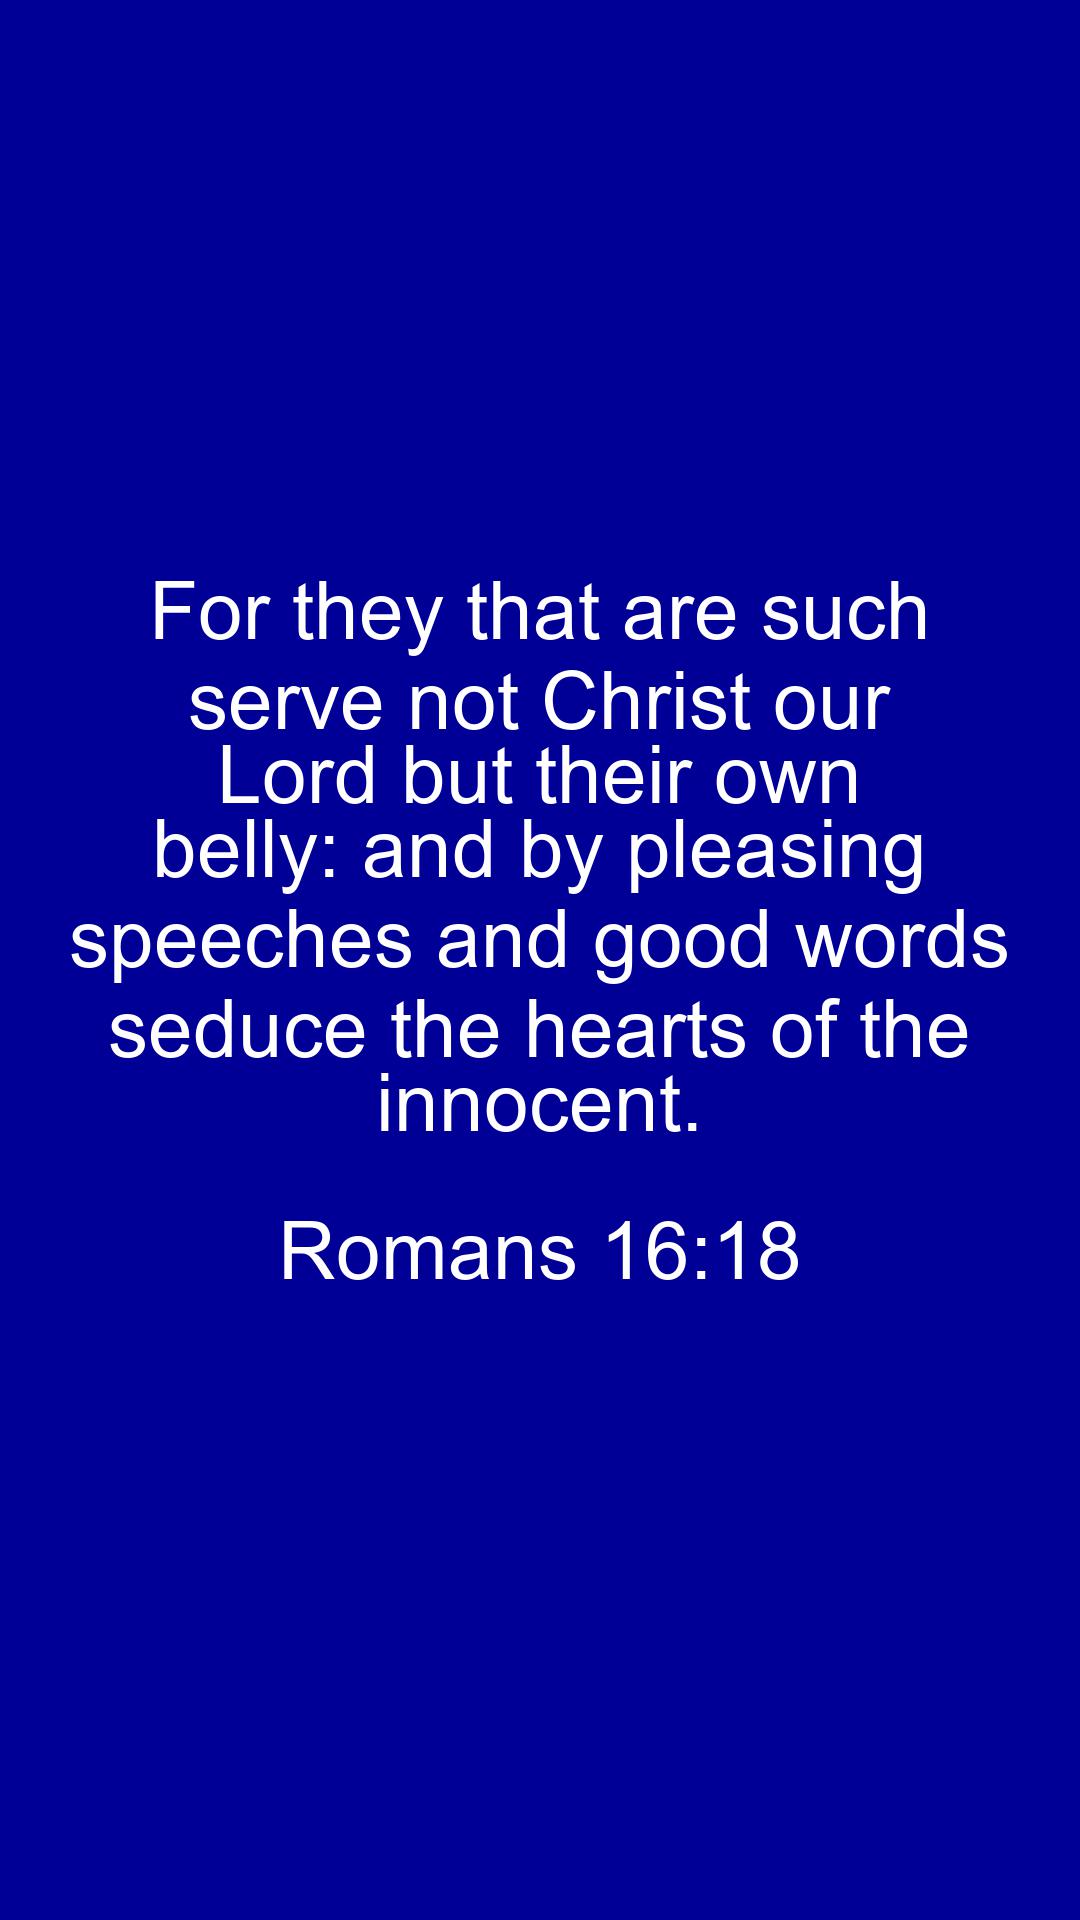 For they that are such
serve not Christ our
Lord but their own
belly: and by pleasing
speeches and good words
seduce the hearts of the
innocent.
Romans 16:18